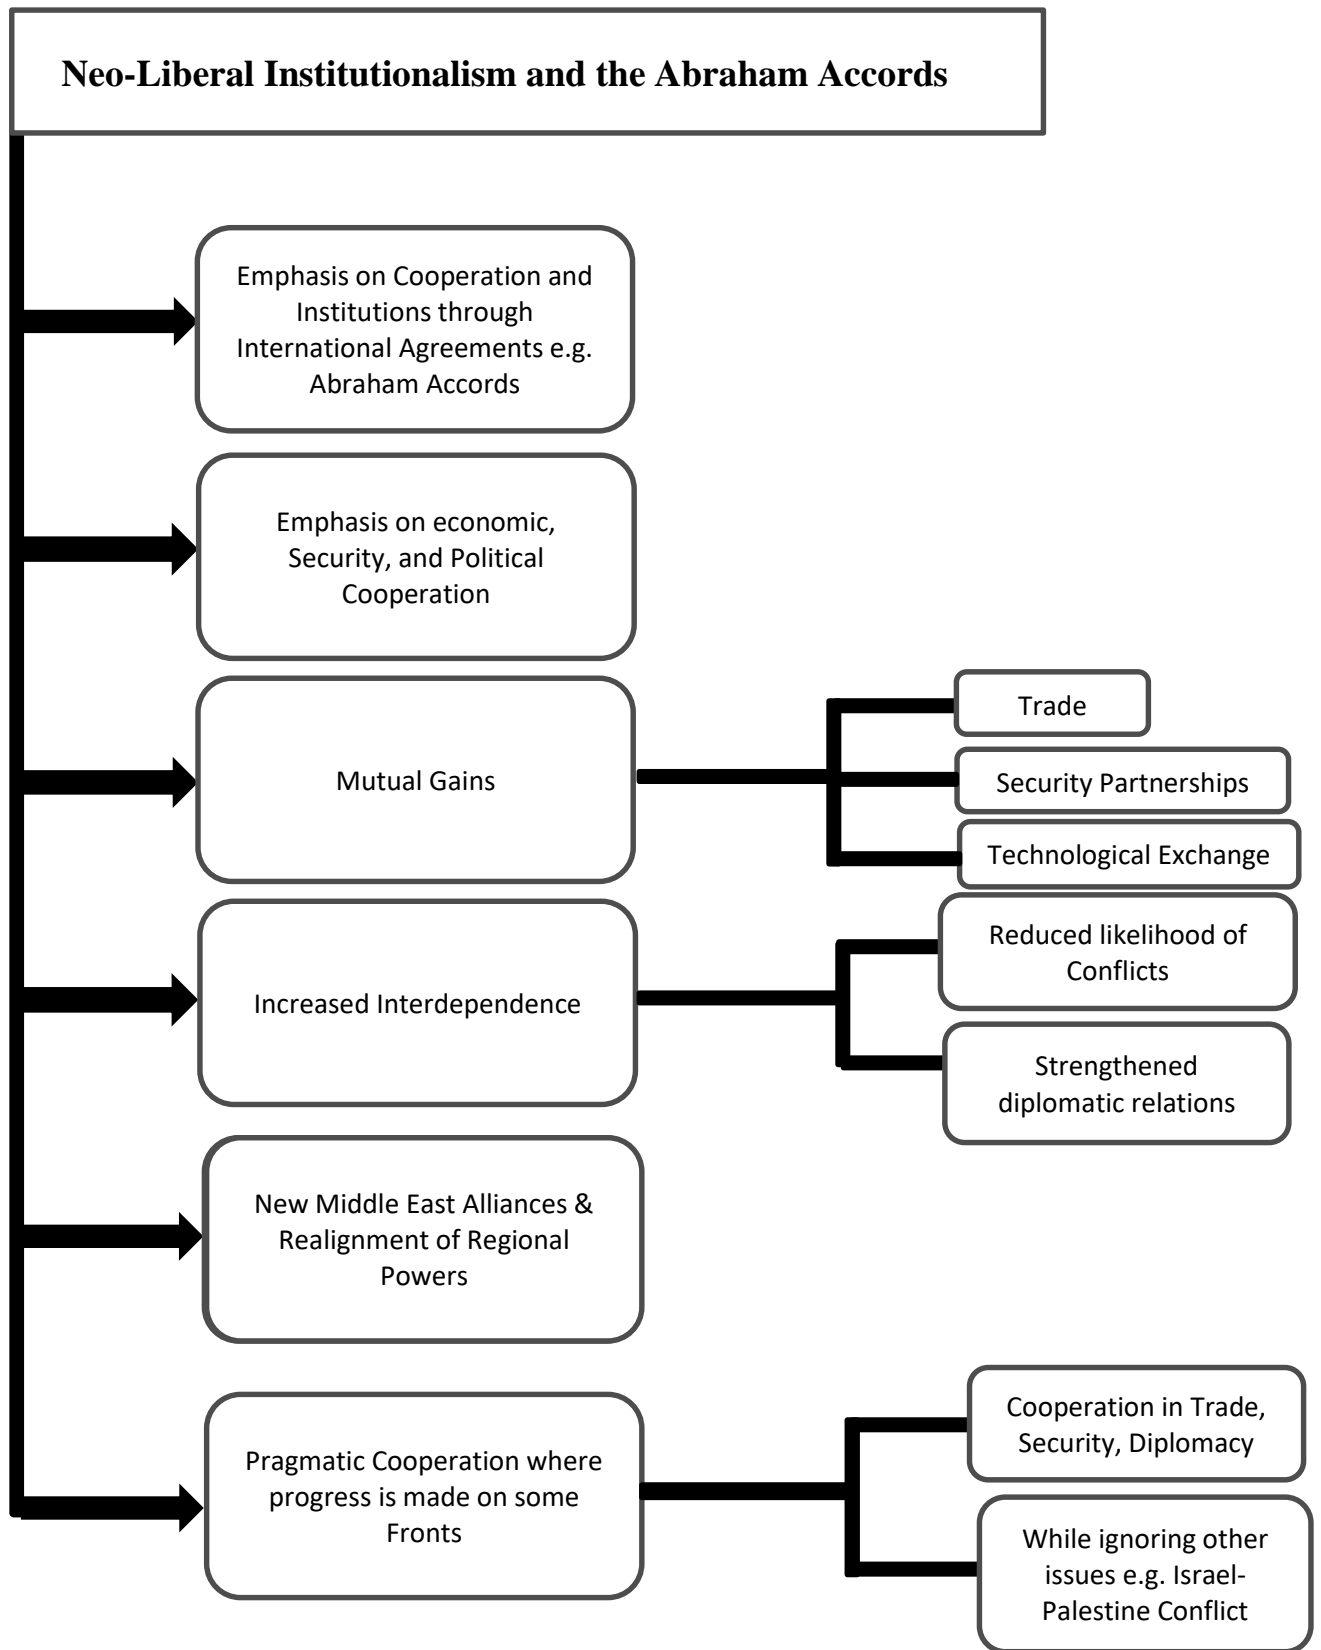 Neo-Liberal Institutionalism and the Abraham Accords
Emphasis on Cooperation and
Institutions through
International Agreements e.g.
Abraham Accords
Emphasis on economic,
Security, and Political
Cooperation
Mutual Gains
Trade
Security Partnerships
Technological Exchange
Increased Interdependence
Reduced likelihood of
Conflicts
Strengthened
diplomatic relations
New Middle East Alliances &
Realignment of Regional
Powers
Pragmatic Cooperation where
progress is made on some
Fronts
Cooperation in Trade,
Security, Diplomacy
While ignoring other
issues e.g. Israel-
Palestine Conflict